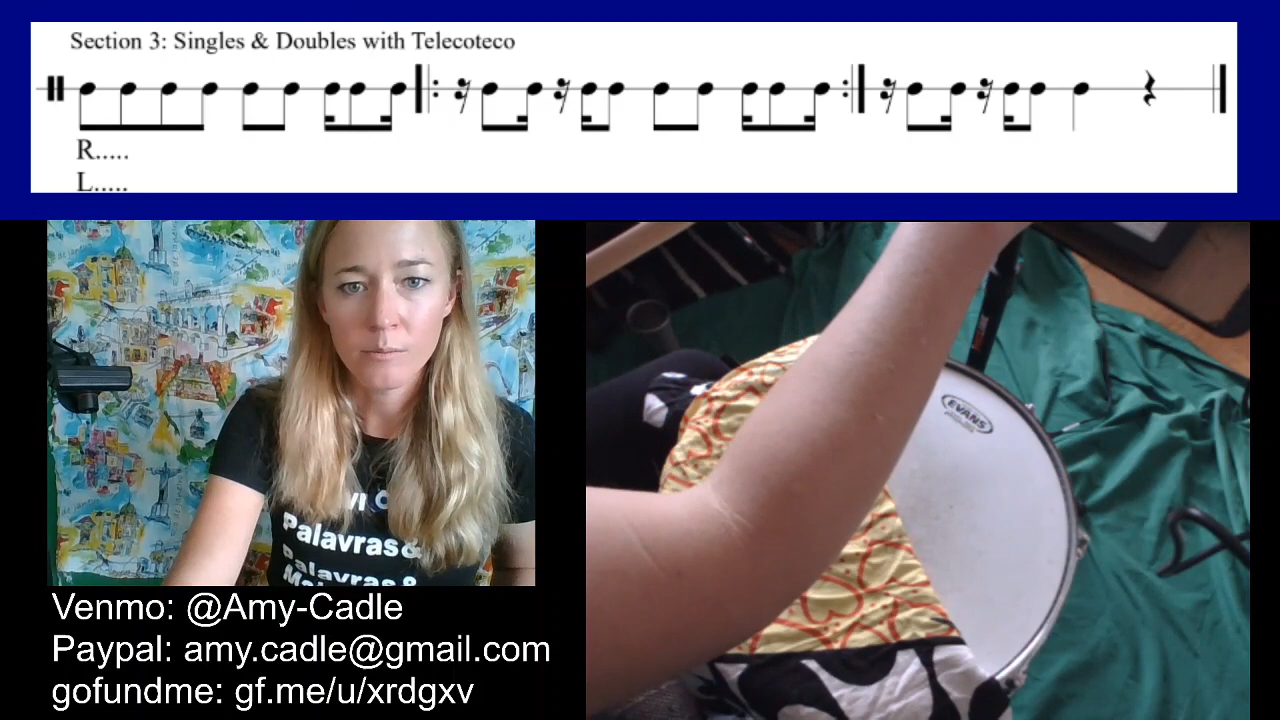 Section 3: Singles & Doubles with Telecoteco
R.....
L.....
EVANS
Palavras&
Palavras &
Venmo: @Amy-Cadle
Paypal: amy.cadle@gmail.com
gofundme: gf.me/u/xrdgxv